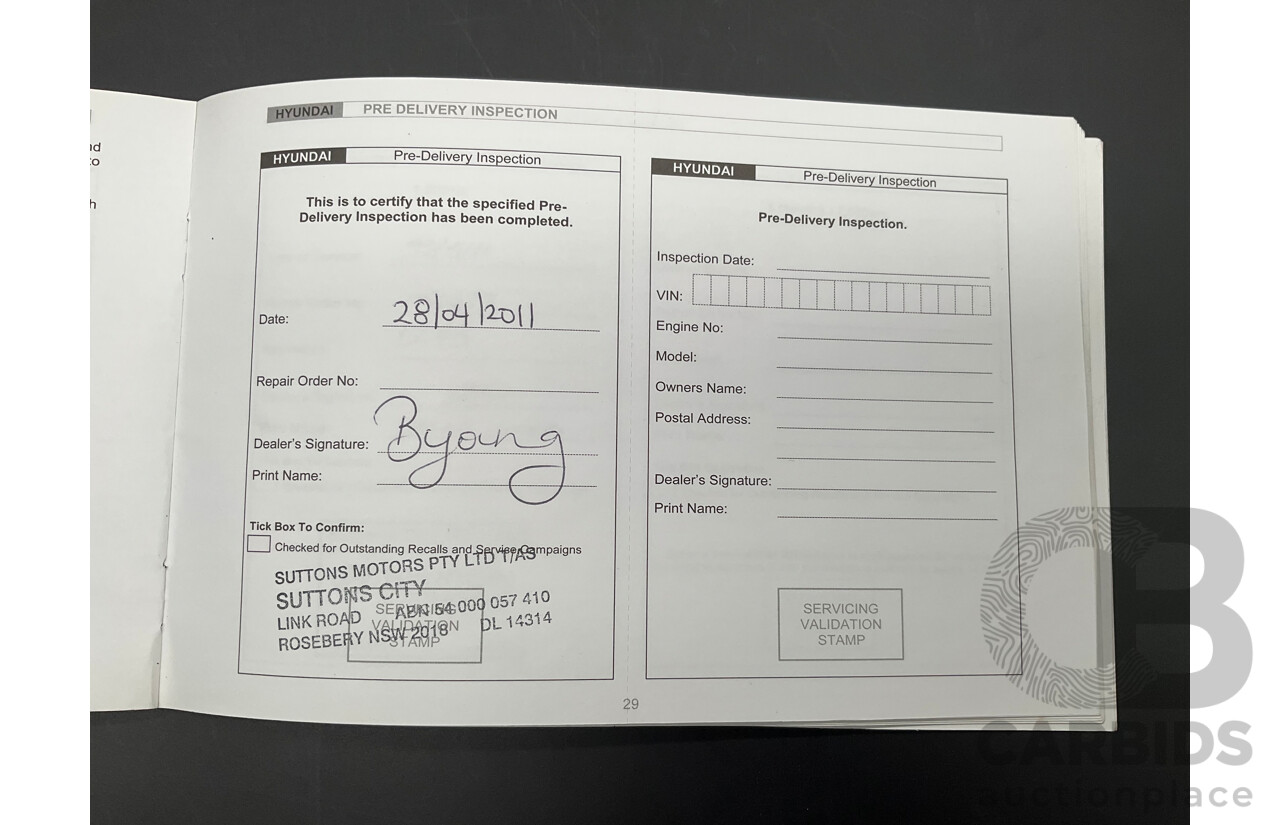 nd
to
h
HYUNDAI PRE DELIVERY INSPECTION
HYUNDAI Pre-Delivery Inspection
This is to certify that the specified Pre-
Delivery Inspection has been completed.
Date: 28/04/2011
Repair Order No:
Dealer's Signature: Byoung
Print Name:
Tick Box To Confirm:
Checked for Outstanding Recalls and Service Campaigns
SUTTONS MOTORS PTY LTD T/AS
SUTTONS CITY
LINK ROAD ABN 54 000 057 410
ROSEBERY NSW 2018 DL 14314
SERVICING
VALIDATION
STAMP
HYUNDAI Pre-Delivery Inspection
Pre-Delivery Inspection.
Inspection Date:
VIN:
Engine No:
Model:
Owners Name:
Postal Address:
Dealer's Signature:
Print Name:
SERVICING
VALIDATION
STAMP
29
CB
CARBIDS
auctionplace